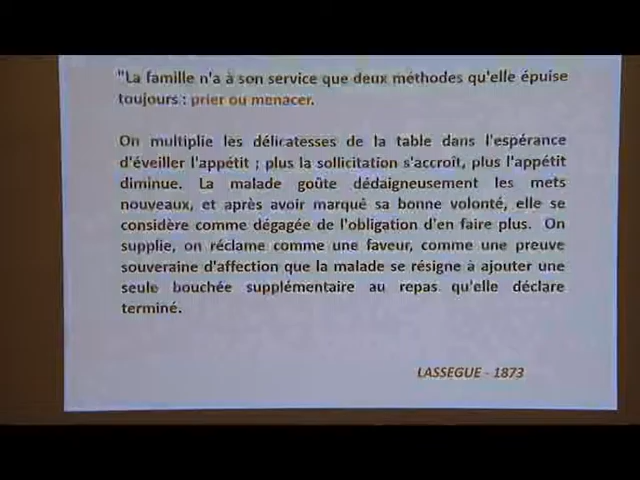 "La famille n'a à son service que deux méthodes qu'elle épuise
toujours : prier ou menacer.
On multiplie les délicatesses de la table dans l'espérance
d'éveiller l'appétit ; plus la sollicitation s'accroît, plus l'appétit
diminue. La malade goûte dédaigneusement les mets
nouveaux, et après avoir marqué sa bonne volonté, elle se
considère comme dégagée de l'obligation d'en faire plus. On
supplie, on réclame comme une faveur, comme une preuve
souveraine d'affection que la malade se résigne à ajouter une
seule bouchée supplémentaire au repas qu'elle déclare
terminé.
LASSEGUE - 1873